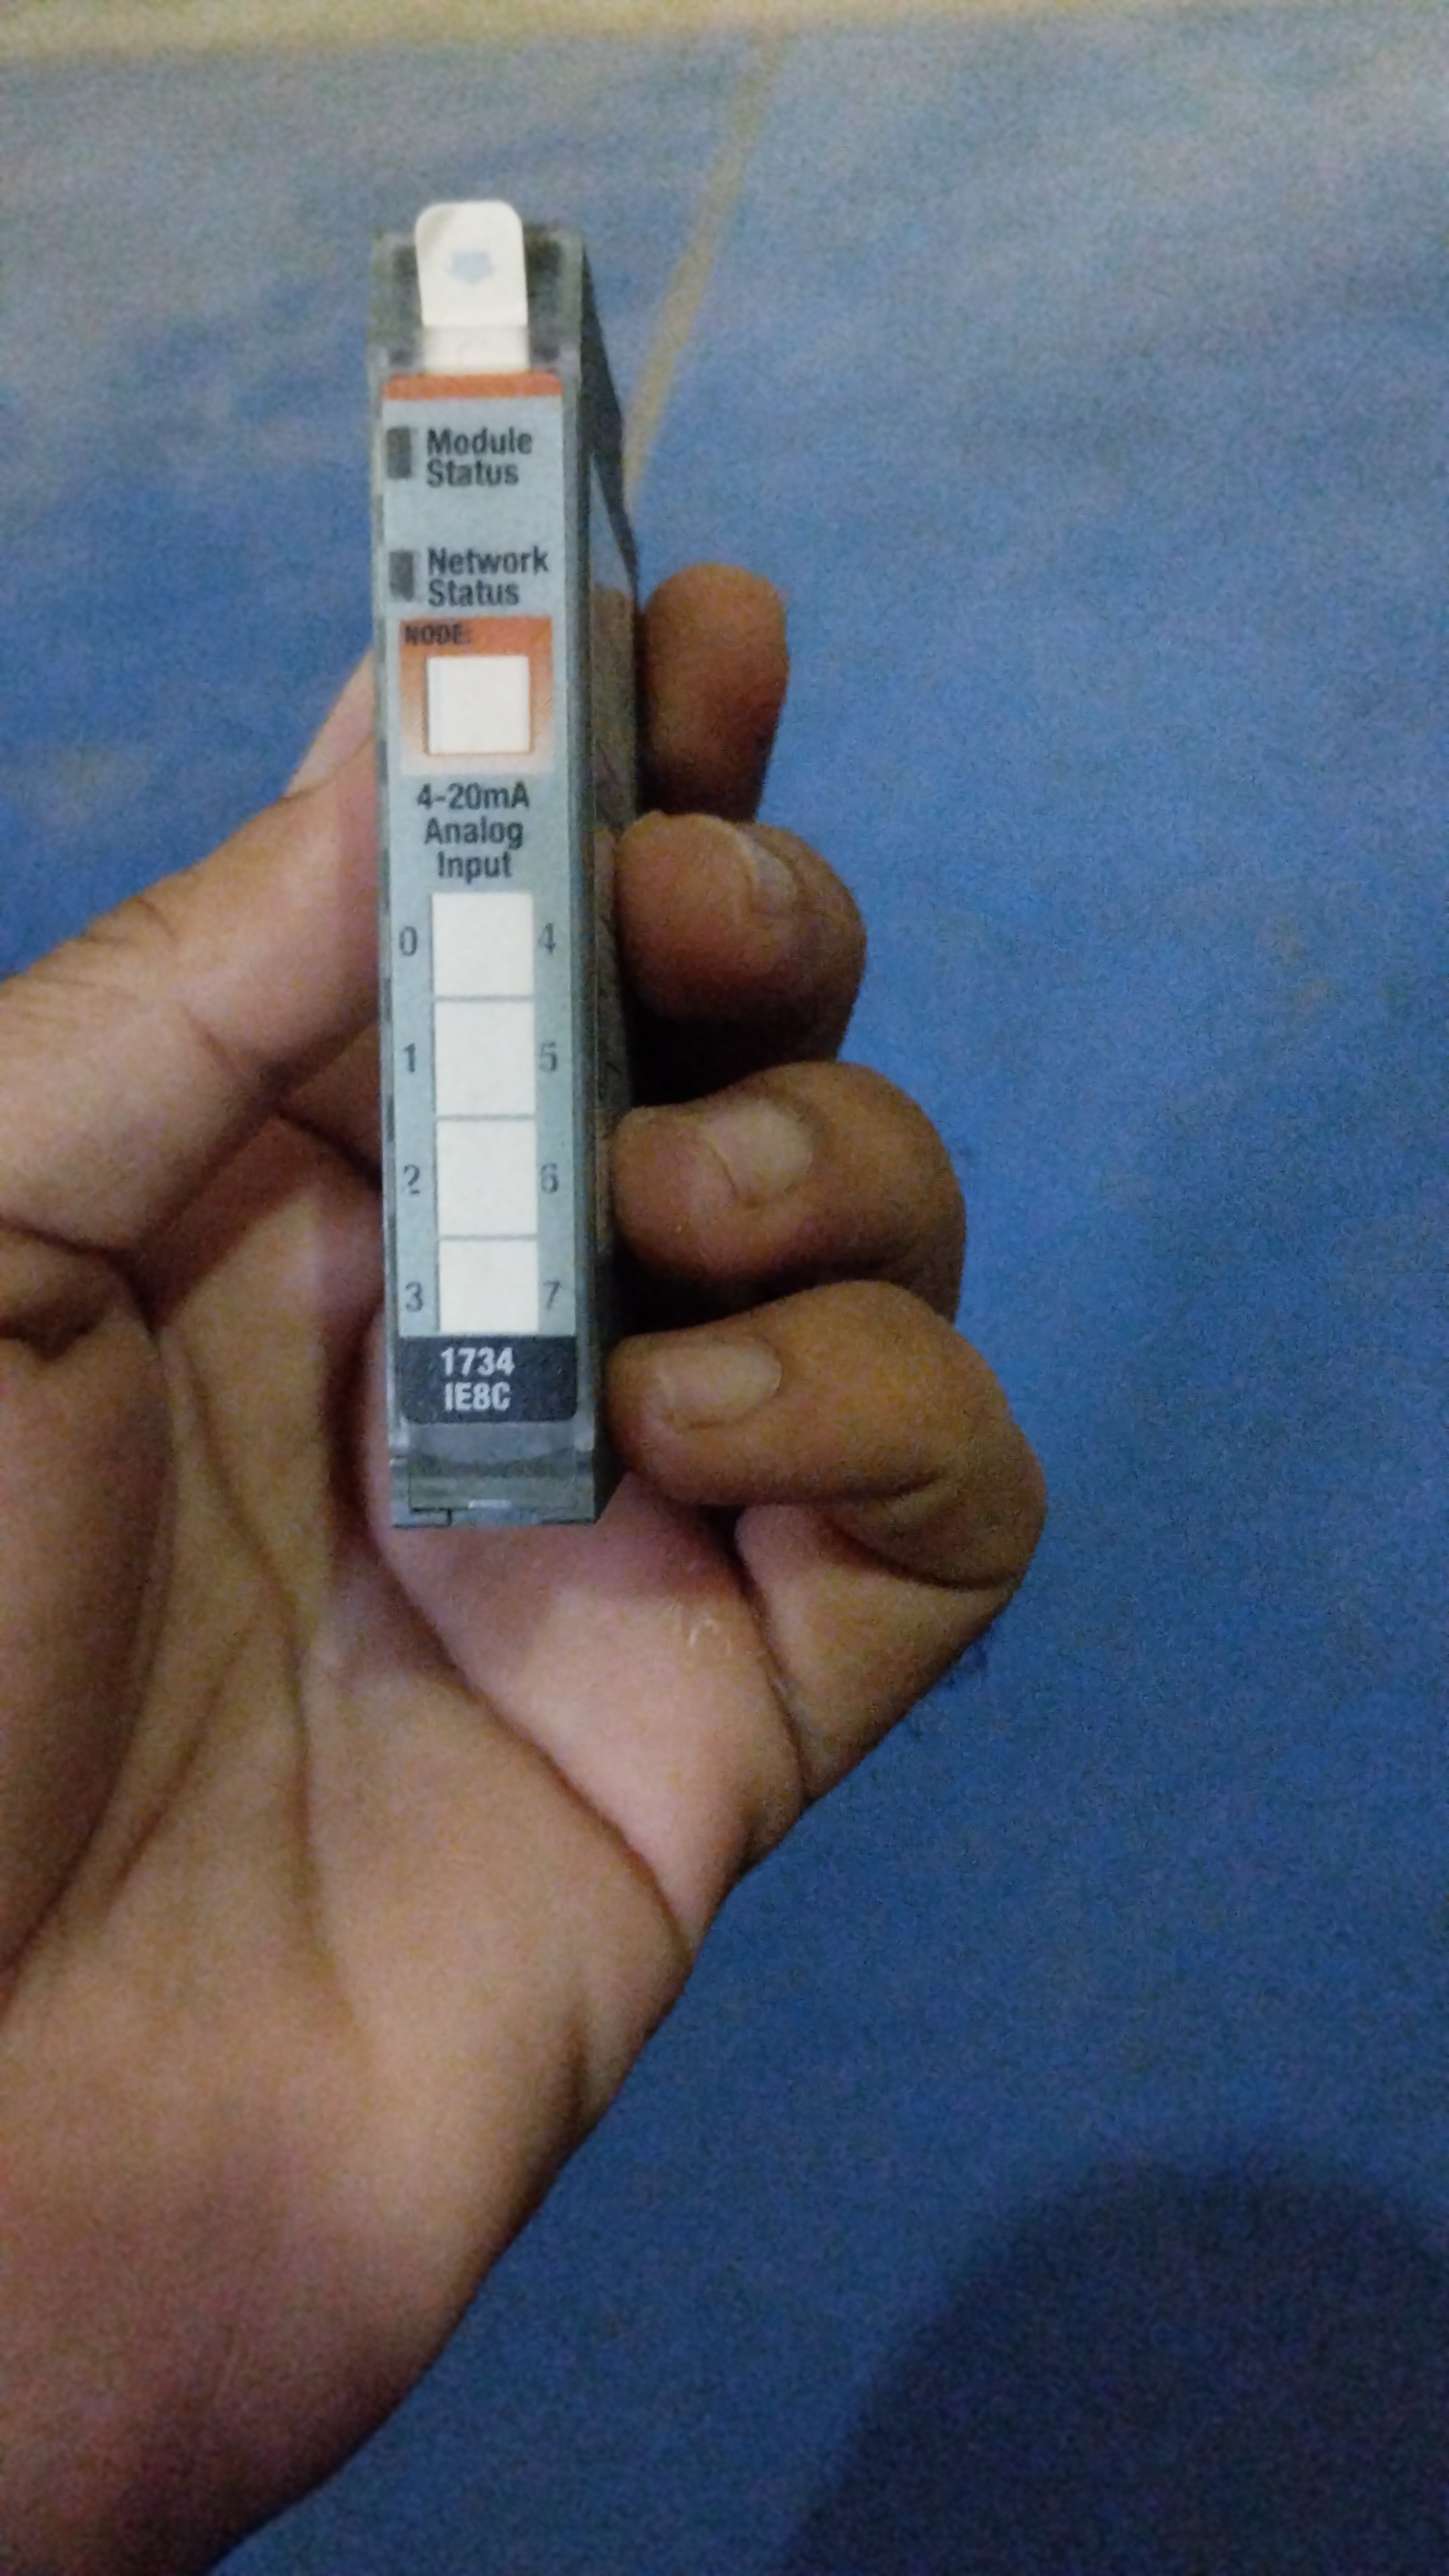 Module
Status
Network
Status
NODE:
4-20mA
Analog
Input
0 4
1 5
2 6
3 7
1734
IE8C